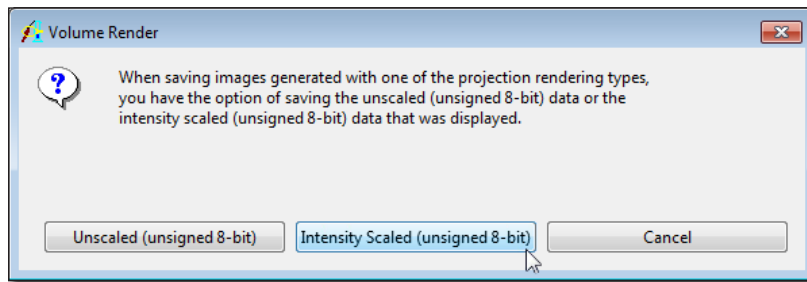 Volume Render
When saving images generated with one of the projection rendering types,
you have the option of saving the unscaled (unsigned 8-bit) data or the
intensity scaled (unsigned 8-bit) data that was displayed.
Unscaled (unsigned 8-bit)
Intensity Scaled (unsigned 8-bit)
Cancel